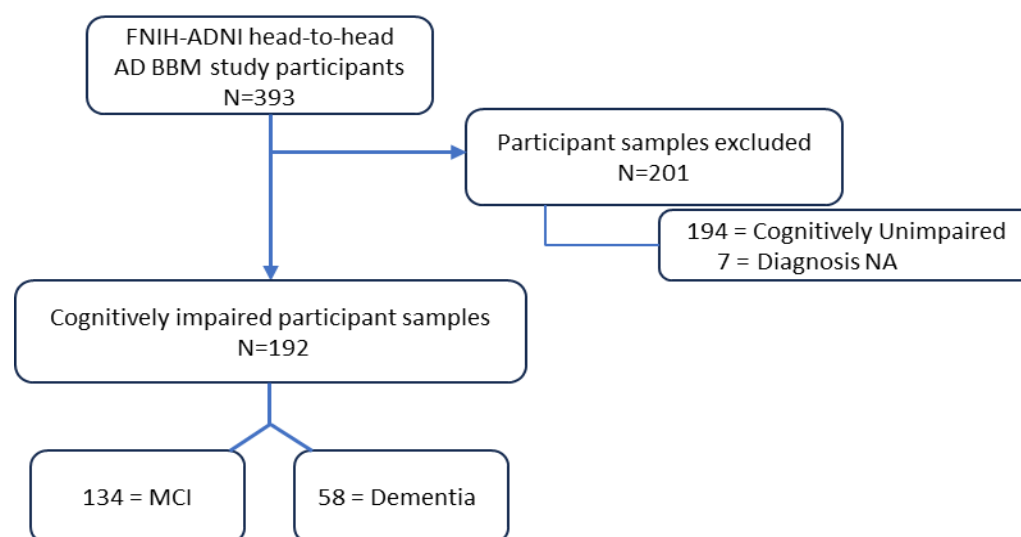 FNIH-ADNI head-to-head
AD BBM study participants
N=393
Participant samples excluded
N=201
194 = Cognitively Unimpaired
7 = Diagnosis NA
Cognitively impaired participant samples
N=192
134 = MCI
58 = Dementia